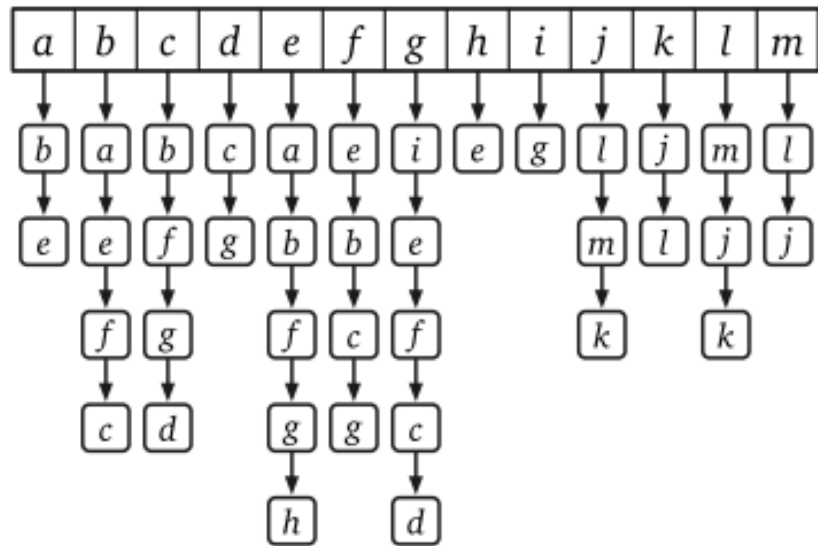 a b c d e f g h i j k l m
b a b c a e i e g l j m l
e e f g b b e m l j j
f g f c f k k
c d g g c
h d